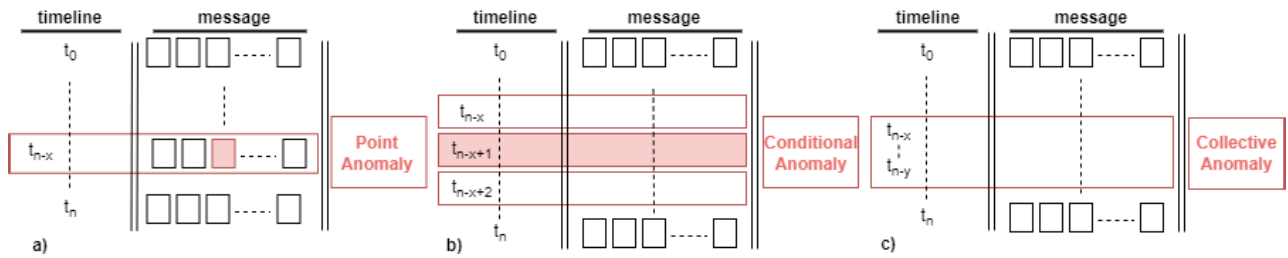 timeline message
t0
tn-x
tn
Point
Anomaly
a)
timeline message
t0
tn-x
tn-x+1
tn-x+2
tn
Conditional
Anomaly
b)
timeline message
t0
tn-x
tn-y
tn
Collective
Anomaly
c)